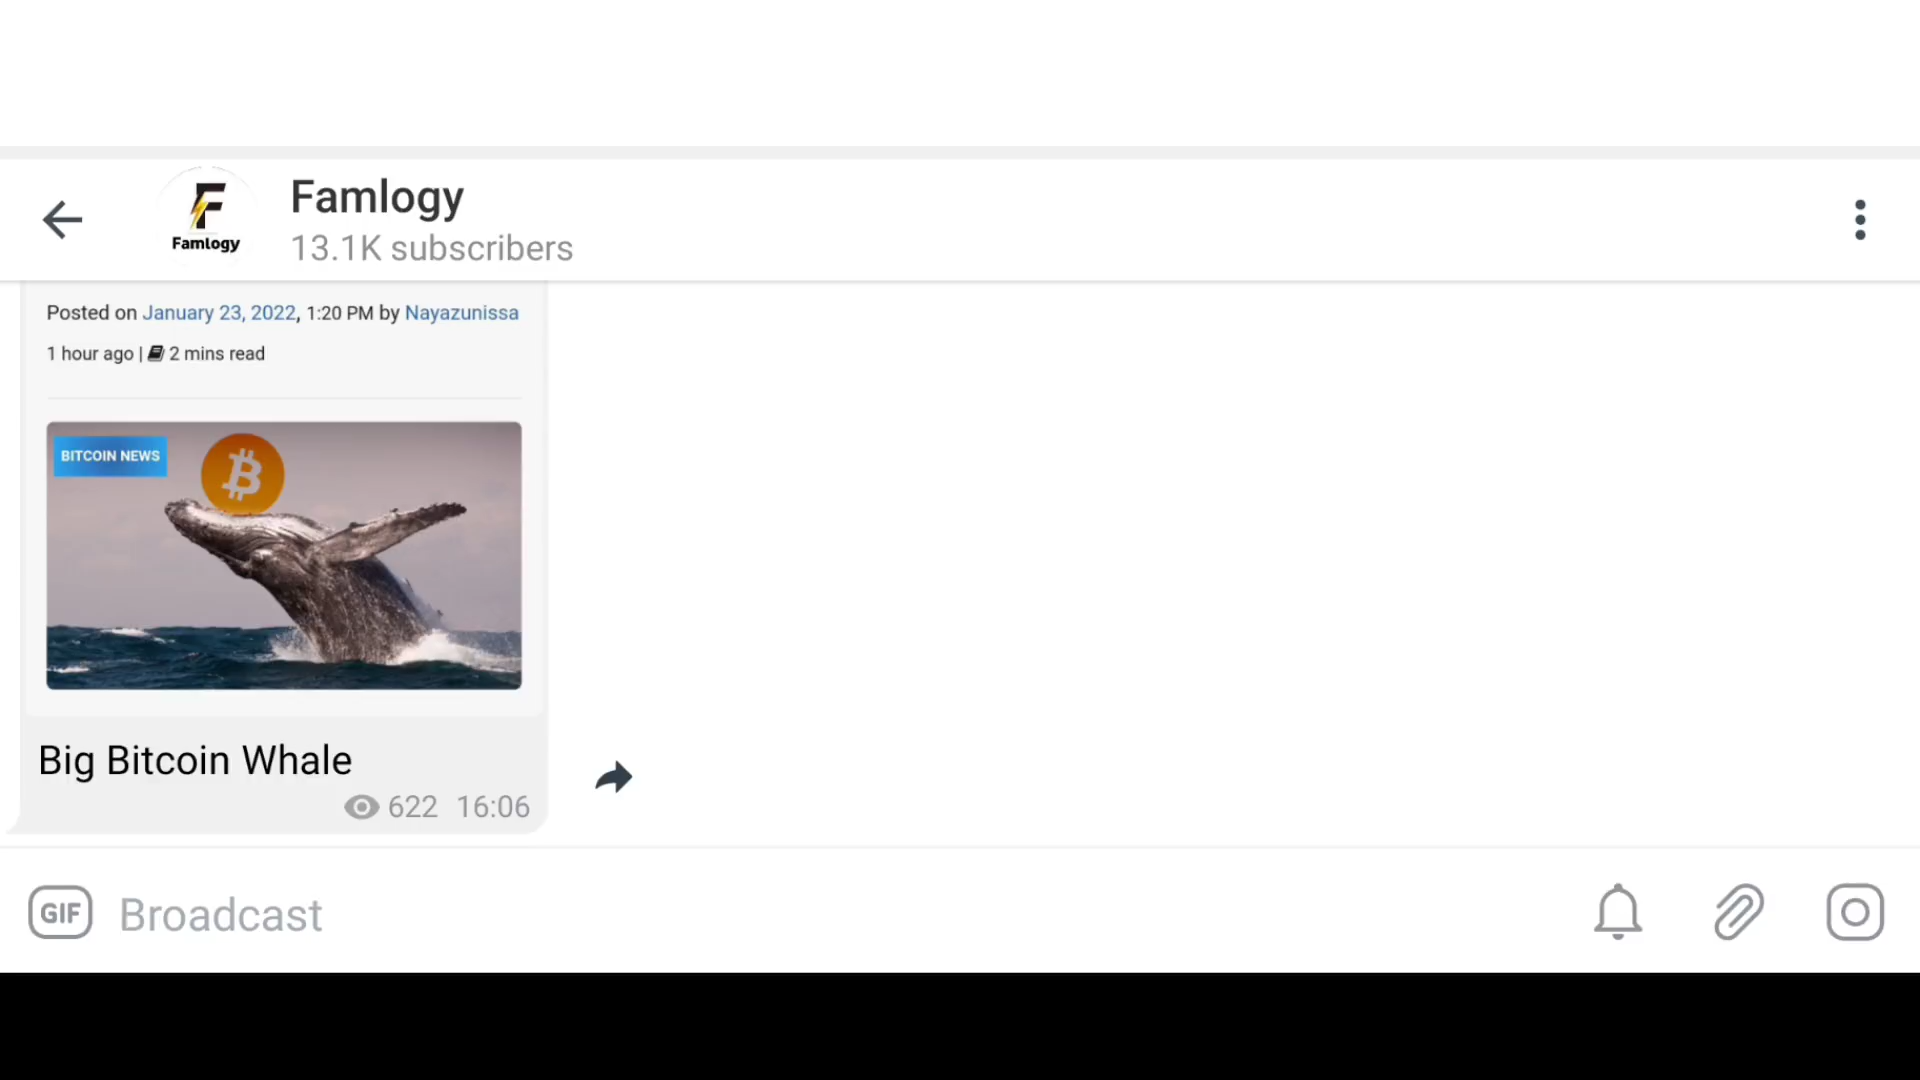 Famlogy
Famlogy
13.1K subscribers
Posted on January 23, 2022, 1:20 PM by Nayazunissa
1 hour ago | 2 mins read
BITCOIN NEWS
Big Bitcoin Whale
622 16:06
GIF Broadcast